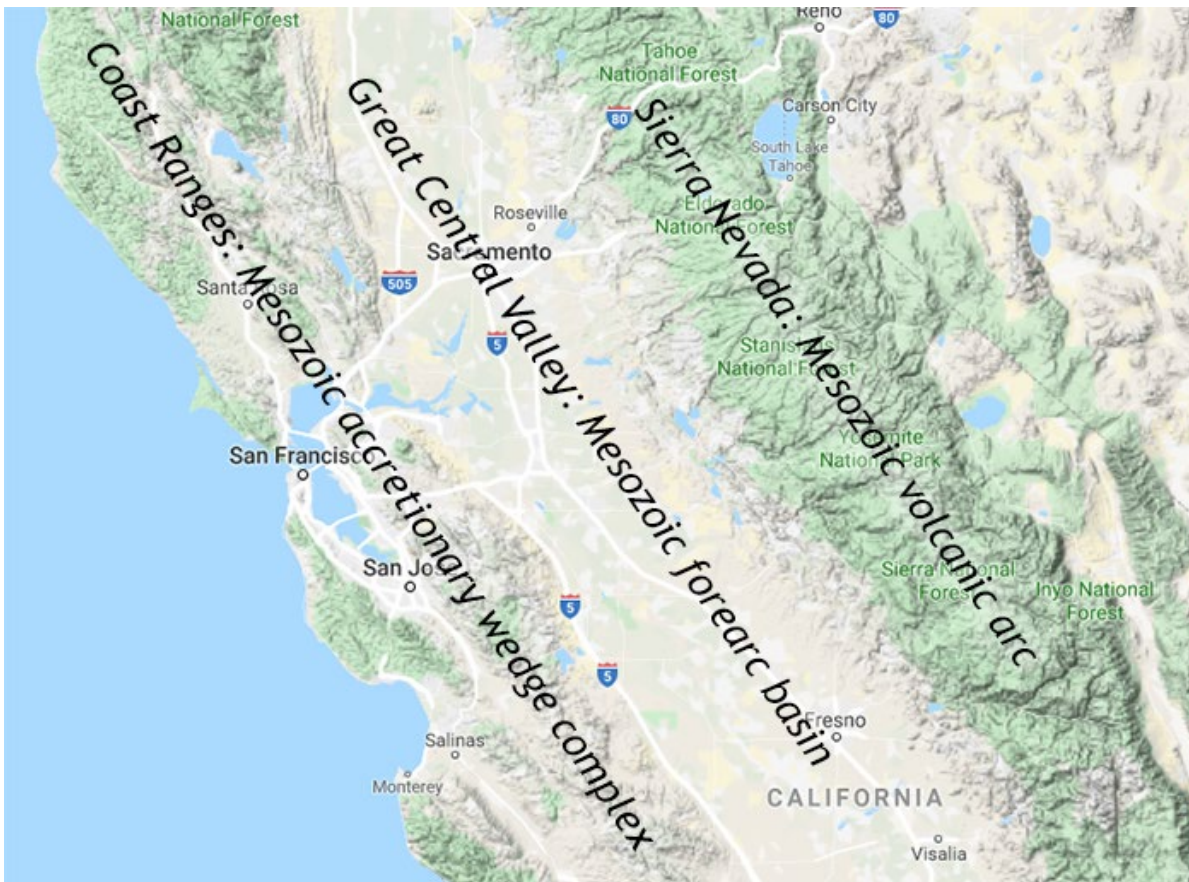 National Forest
Reno
80
Tahoe
National Forest
Carson City
80
South Lake
Tahoe
Coast Ranges: Mesozoic accretionary wedge complex
Great Central Valley: Mesozoic forearc basin
Sierra Nevada: Mesozoic volcanic arc
Roseville
Eldorado
National Forest
Sacramento
505
Santa Rosa
5
Stanislaus
National Forest
Yosemite
National Park
San Francisco
San Jose
Sierra National
Forest
Inyo National
Forest
5
5
Fresno
Salinas
Monterey
CALIFORNIA
Visalia